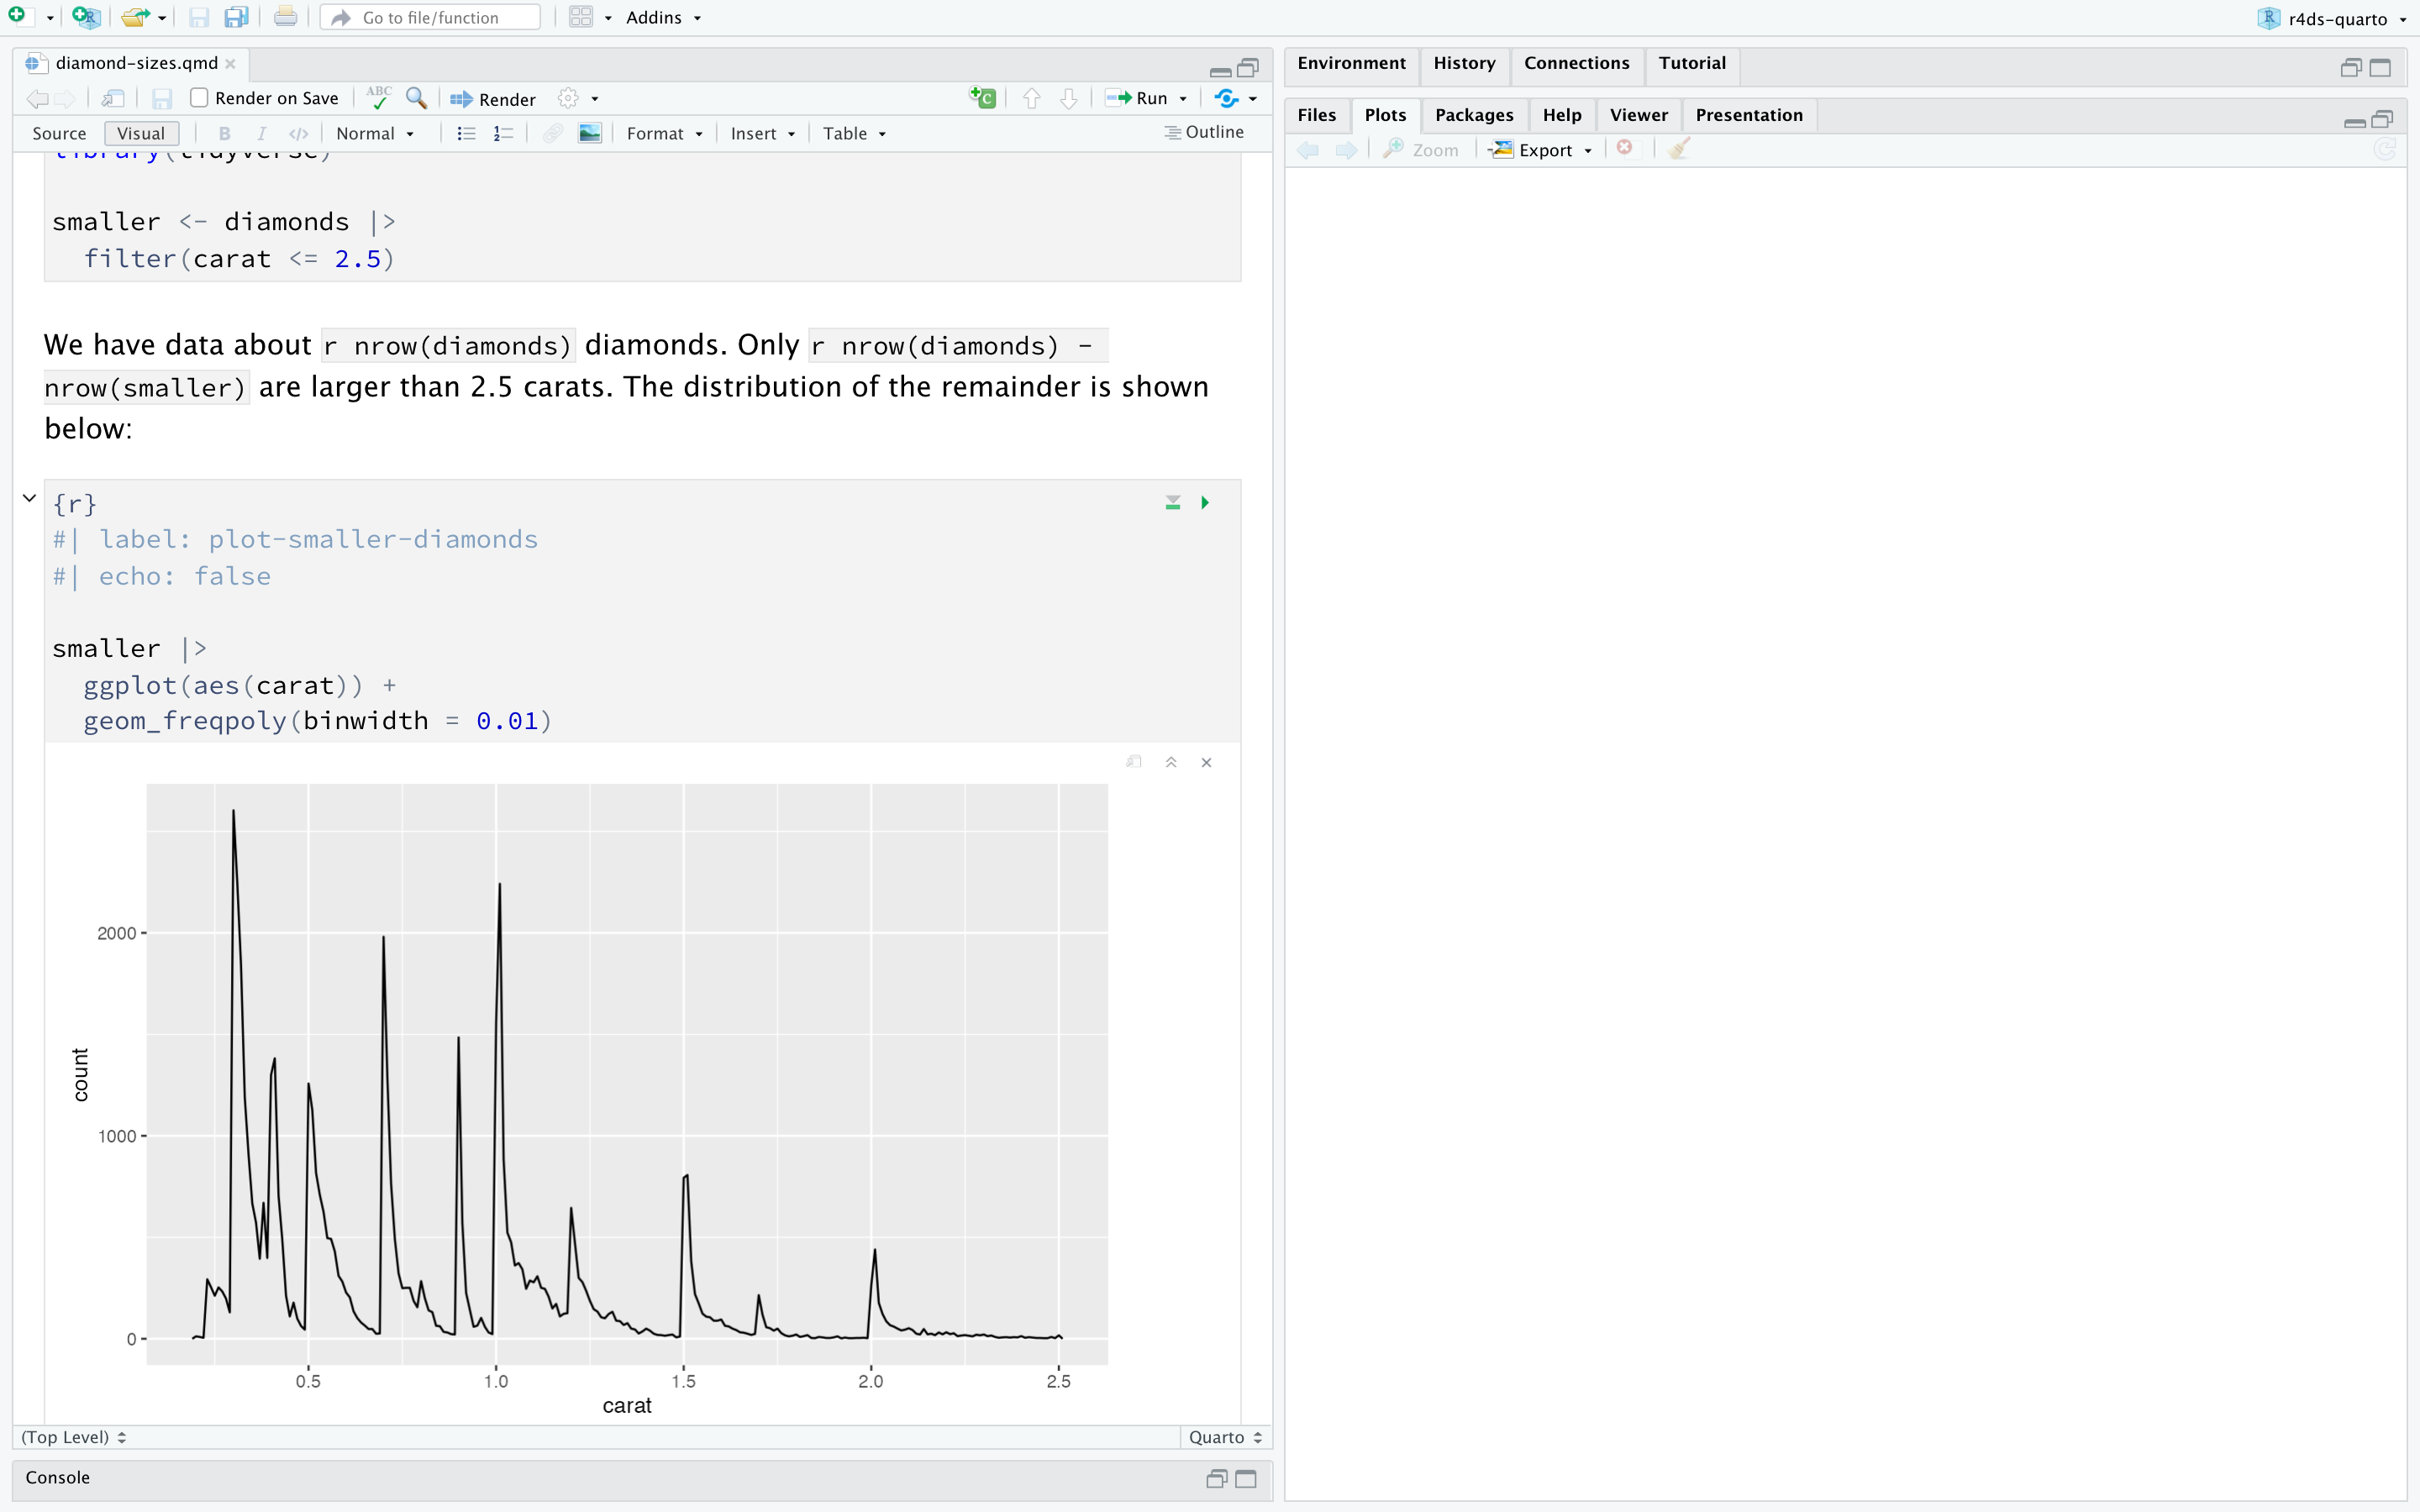 Go to file/function
Addins
r4ds-quarto
diamond-sizes.qmd
Render on Save
ABC
Render
C
Run
Source Visual B I </> Normal Format Insert Table Outline
library(tidyverse)
smaller <- diamonds |>
filter(carat <= 2.5)
We have data about r nrow(diamonds) diamonds. Only r nrow(diamonds) -
nrow(smaller) are larger than 2.5 carats. The distribution of the remainder is shown
below:
{r}
#| label: plot-smaller-diamonds
#| echo: false
smaller |>
ggplot(aes(carat)) +
geom_freqpoly(binwidth = 0.01)
2000
1000
0
count
0.5 1.0 1.5 2.0 2.5
carat
(Top Level)
Quarto
Console
Environment History Connections Tutorial
Files Plots Packages Help Viewer Presentation
Zoom Export